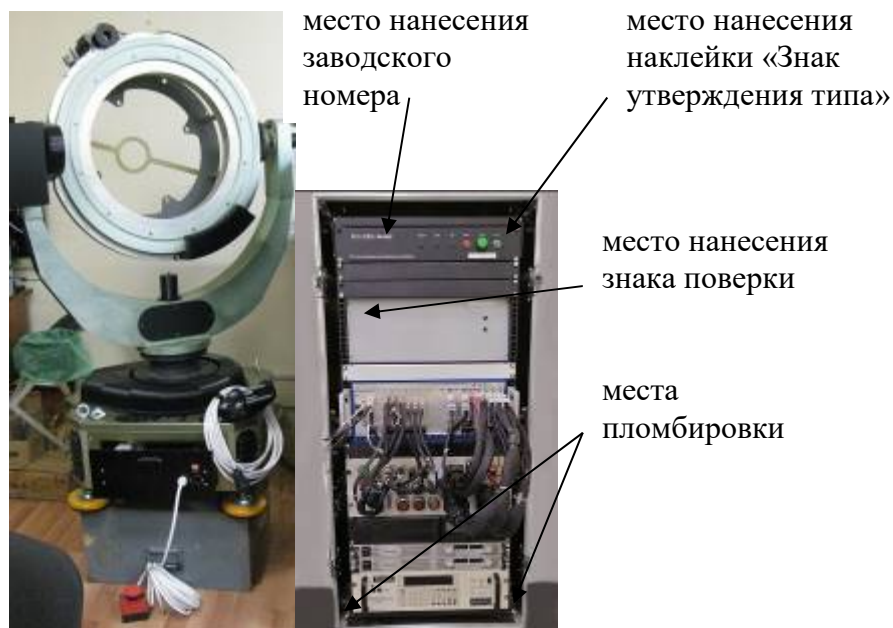 место нанесения
заводского
номера
место нанесения
наклейки «Знак
утверждения типа»
место нанесения
знака поверки
места
пломбировки